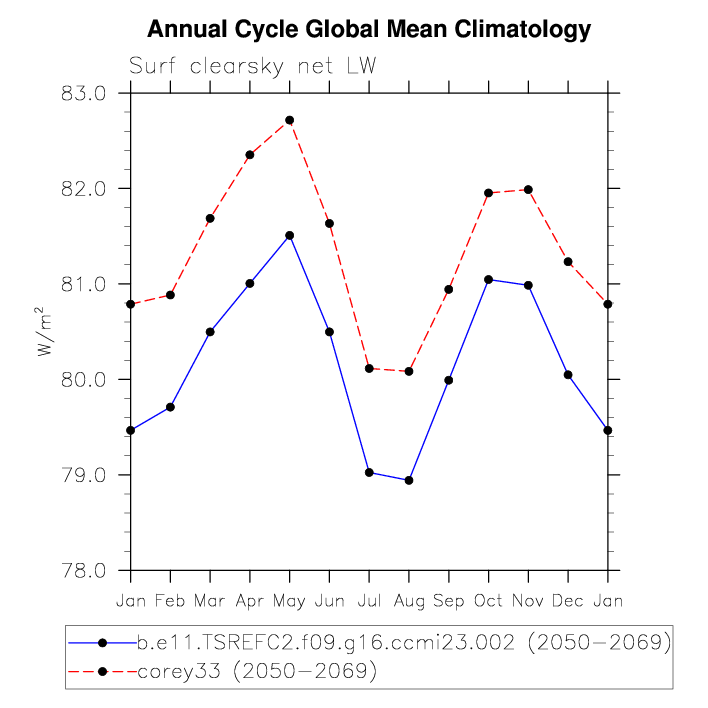 Annual Cycle Global Mean Climatology
Surf clearsky net LW
83.0
82.0
81.0
80.0
79.0
78.0
W/m²
Jan Feb Mar Apr May Jun Jul Aug Sep Oct Nov Dec Jan
b.e11.TSREFC2.f09.g16.ccmi23.002 (2050-2069)
corey33 (2050-2069)